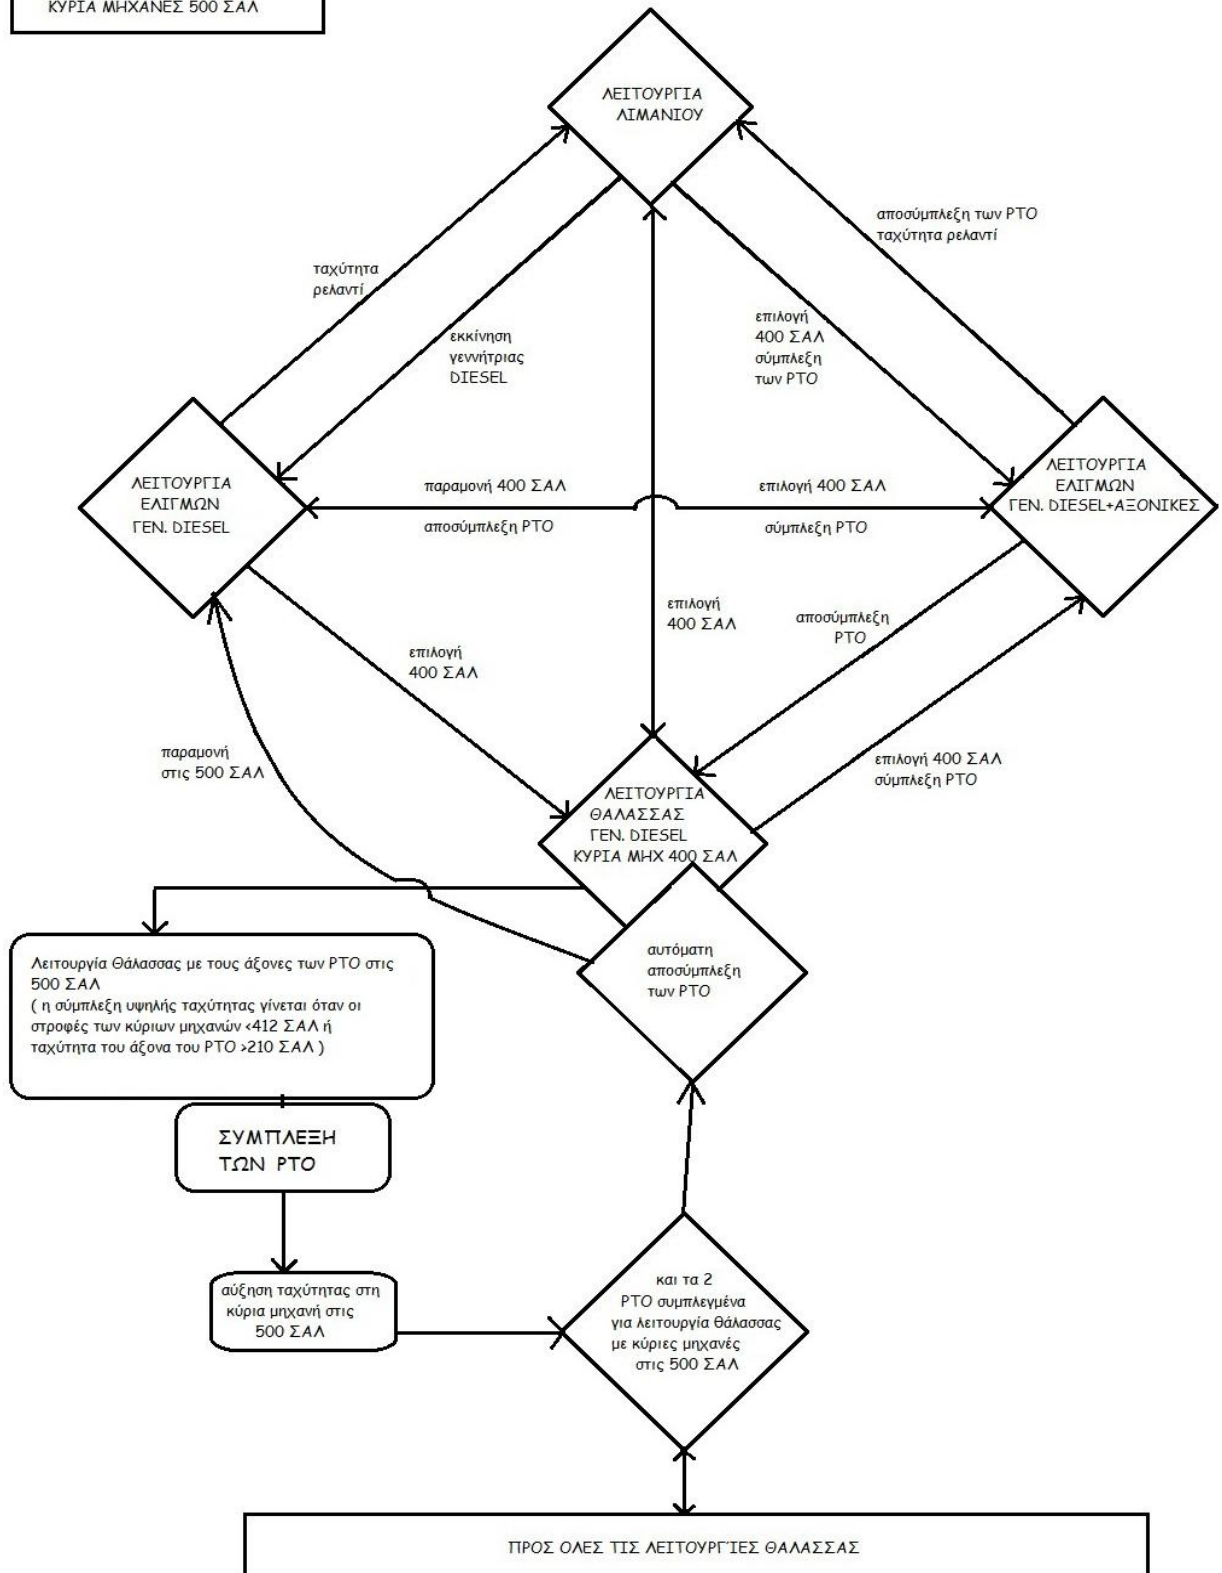 ΚΥΡΙΑ ΜΗΧΑΝΕΣ 500 ΣΑΛ
ΛΕΙΤΟΥΡΓΙΑ
ΛΙΜΑΝΙΟΥ
αποσύμπλεξη των PTO
ταχύτητα ρελαντί
ταχύτητα
ρελαντί
επιλογή
400 ΣΑΛ
σύμπλεξη
των PTO
εκκίνηση
γεννήτριας
DIESEL
ΛΕΙΤΟΥΡΓΙΑ
ΕΛΙΓΜΩΝ
ΓΕΝ. DIESEL
παραμονή 400 ΣΑΛ
αποσύμπλεξη PTO
επιλογή 400 ΣΑΛ
σύμπλεξη PTO
ΛΕΙΤΟΥΡΓΙΑ
ΕΛΙΓΜΩΝ
ΓΕΝ. DIESEL+ΑΞΟΝΙΚΕΣ
επιλογή
400 ΣΑΛ
αποσύμπλεξη
PTO
επιλογή
400 ΣΑΛ
παραμονή
στις 500 ΣΑΛ
επιλογή 400 ΣΑΛ
σύμπλεξη PTO
ΛΕΙΤΟΥΡΓΙΑ
ΘΑΛΑΣΣΑΣ
ΓΕΝ. DIESEL
ΚΥΡΙΑ ΜΗΧ 400 ΣΑΛ
αυτόματη
αποσύμπλεξη
των PTO
Λειτουργία Θάλασσας με τους άξονες των PTO στις
500 ΣΑΛ
( η σύμπλεξη υψηλής ταχύτητας γίνεται όταν οι
στροφές των κύριων μηχανών <412 ΣΑΛ ή
ταχύτητα του άξονα του PTO >210 ΣΑΛ )
ΣΥΜΠΛΕΞΗ
ΤΩΝ PTO
αύξηση ταχύτητας στη
κύρια μηχανή στις
500 ΣΑΛ
και τα 2
PTO συμπλεγμένα
για λειτουργία θάλασσας
με κύριες μηχανές
στις 500 ΣΑΛ
ΠΡΟΣ ΟΛΕΣ ΤΙΣ ΛΕΙΤΟΥΡΓΊΕΣ ΘΑΛΑΣΣΑΣ